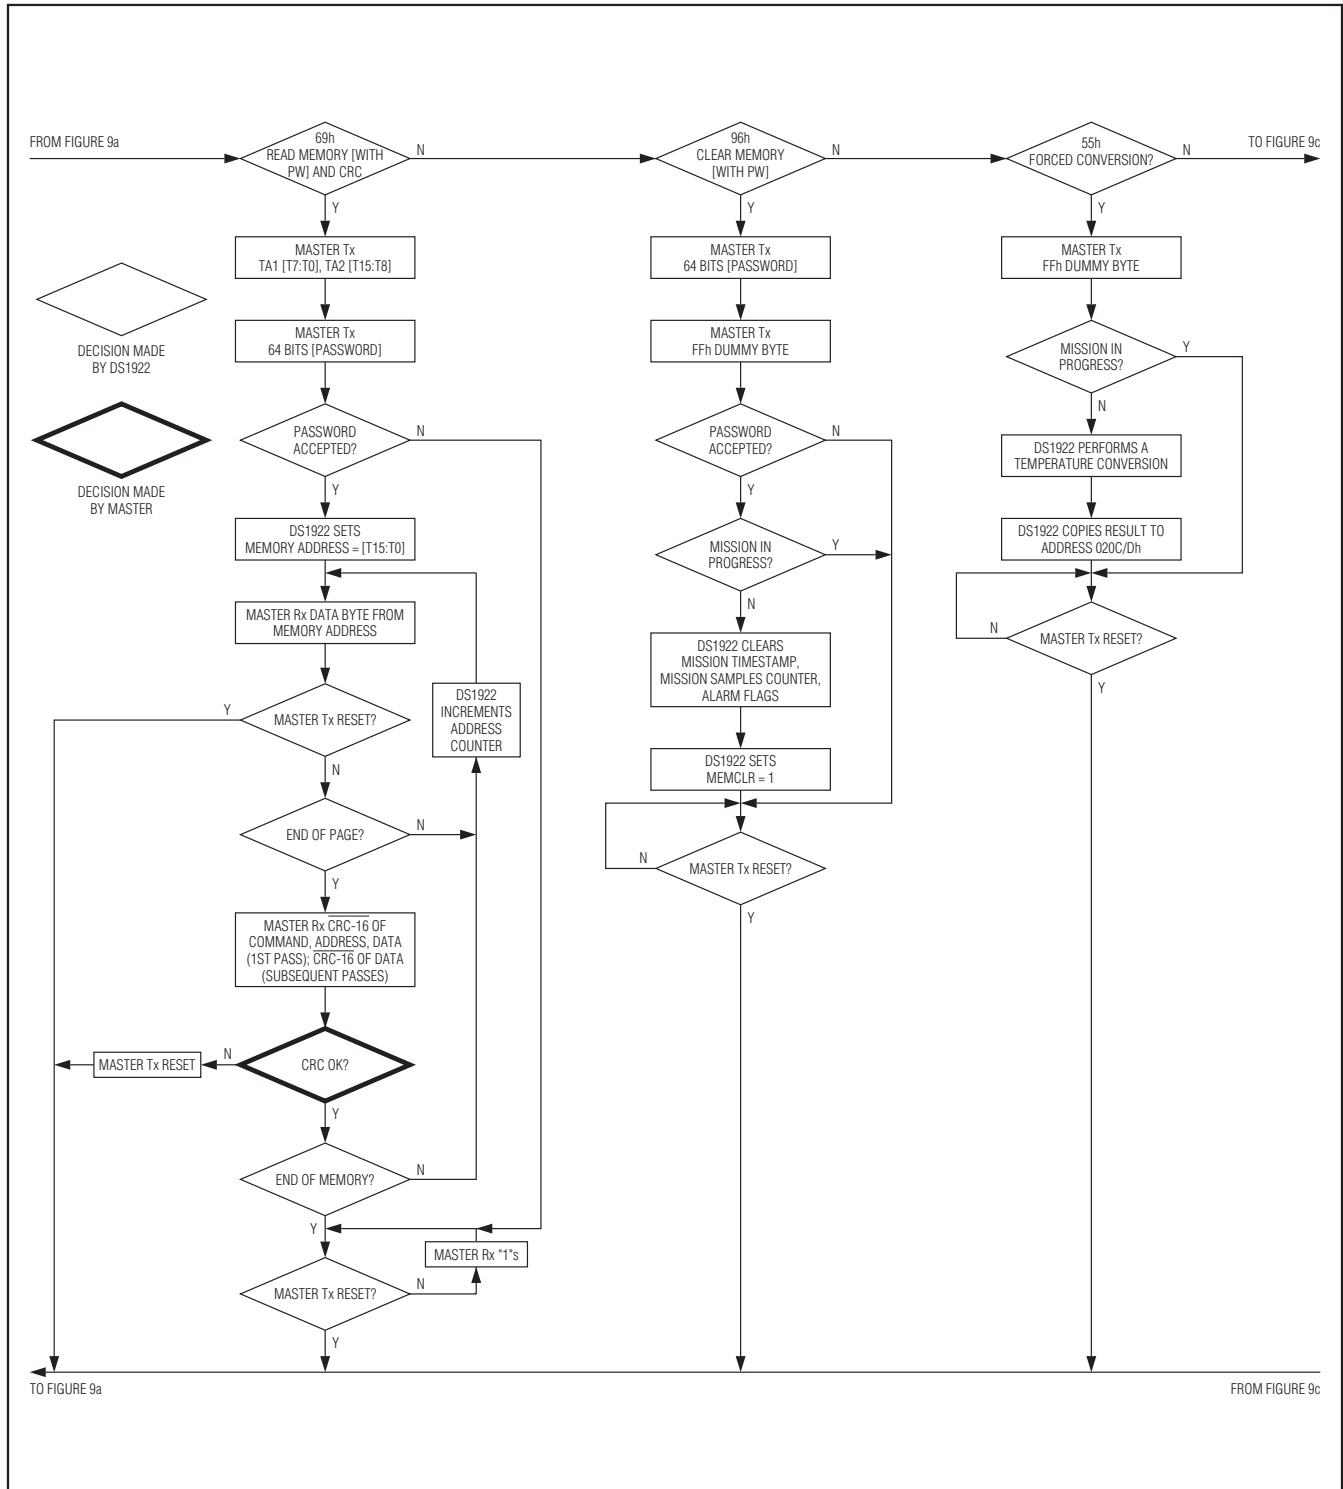 FROM FIGURE 9a
69h
READ MEMORY [WITH
PW] AND CRC
N
Y
MASTER Tx
TA1 [T7:T0], TA2 [T15:T8]
MASTER Tx
64 BITS [PASSWORD]
PASSWORD
ACCEPTED?
N
Y
DS1922 SETS
MEMORY ADDRESS = [T15:T0]
MASTER Rx DATA BYTE FROM
MEMORY ADDRESS
MASTER Tx RESET?
Y
N
DS1922
INCREMENTS
ADDRESS
COUNTER
END OF PAGE?
N
Y
MASTER Rx CRC-16 OF
COMMAND, ADDRESS, DATA
(1ST PASS); CRC-16 OF DATA
(SUBSEQUENT PASSES)
CRC OK?
N
MASTER Tx RESET
Y
END OF MEMORY?
N
Y
MASTER Rx "1"s
MASTER Tx RESET?
N
Y
DECISION MADE
BY DS1922
DECISION MADE
BY MASTER
96h
CLEAR MEMORY
[WITH PW]
N
Y
MASTER Tx
64 BITS [PASSWORD]
MASTER Tx
FFh DUMMY BYTE
PASSWORD
ACCEPTED?
N
Y
MISSION IN
PROGRESS?
Y
N
DS1922 CLEARS
MISSION TIMESTAMP,
MISSION SAMPLES COUNTER,
ALARM FLAGS
DS1922 SETS
MEMCLR = 1
MASTER Tx RESET?
N
Y
55h
FORCED CONVERSION?
N
TO FIGURE 9c
Y
MASTER Tx
FFh DUMMY BYTE
MISSION IN
PROGRESS?
Y
N
DS1922 PERFORMS A
TEMPERATURE CONVERSION
DS1922 COPIES RESULT TO
ADDRESS 020C/Dh
MASTER Tx RESET?
N
Y
TO FIGURE 9a
FROM FIGURE 9c